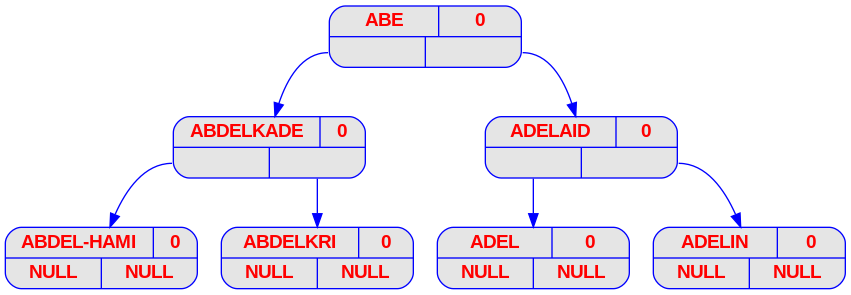 ABE 0
ABDELKADE 0
ADELAID 0
ABDEL-HAMI 0
ABDELKRI 0
ADEL 0
ADELIN 0
NULL NULL
NULL NULL
NULL NULL
NULL NULL